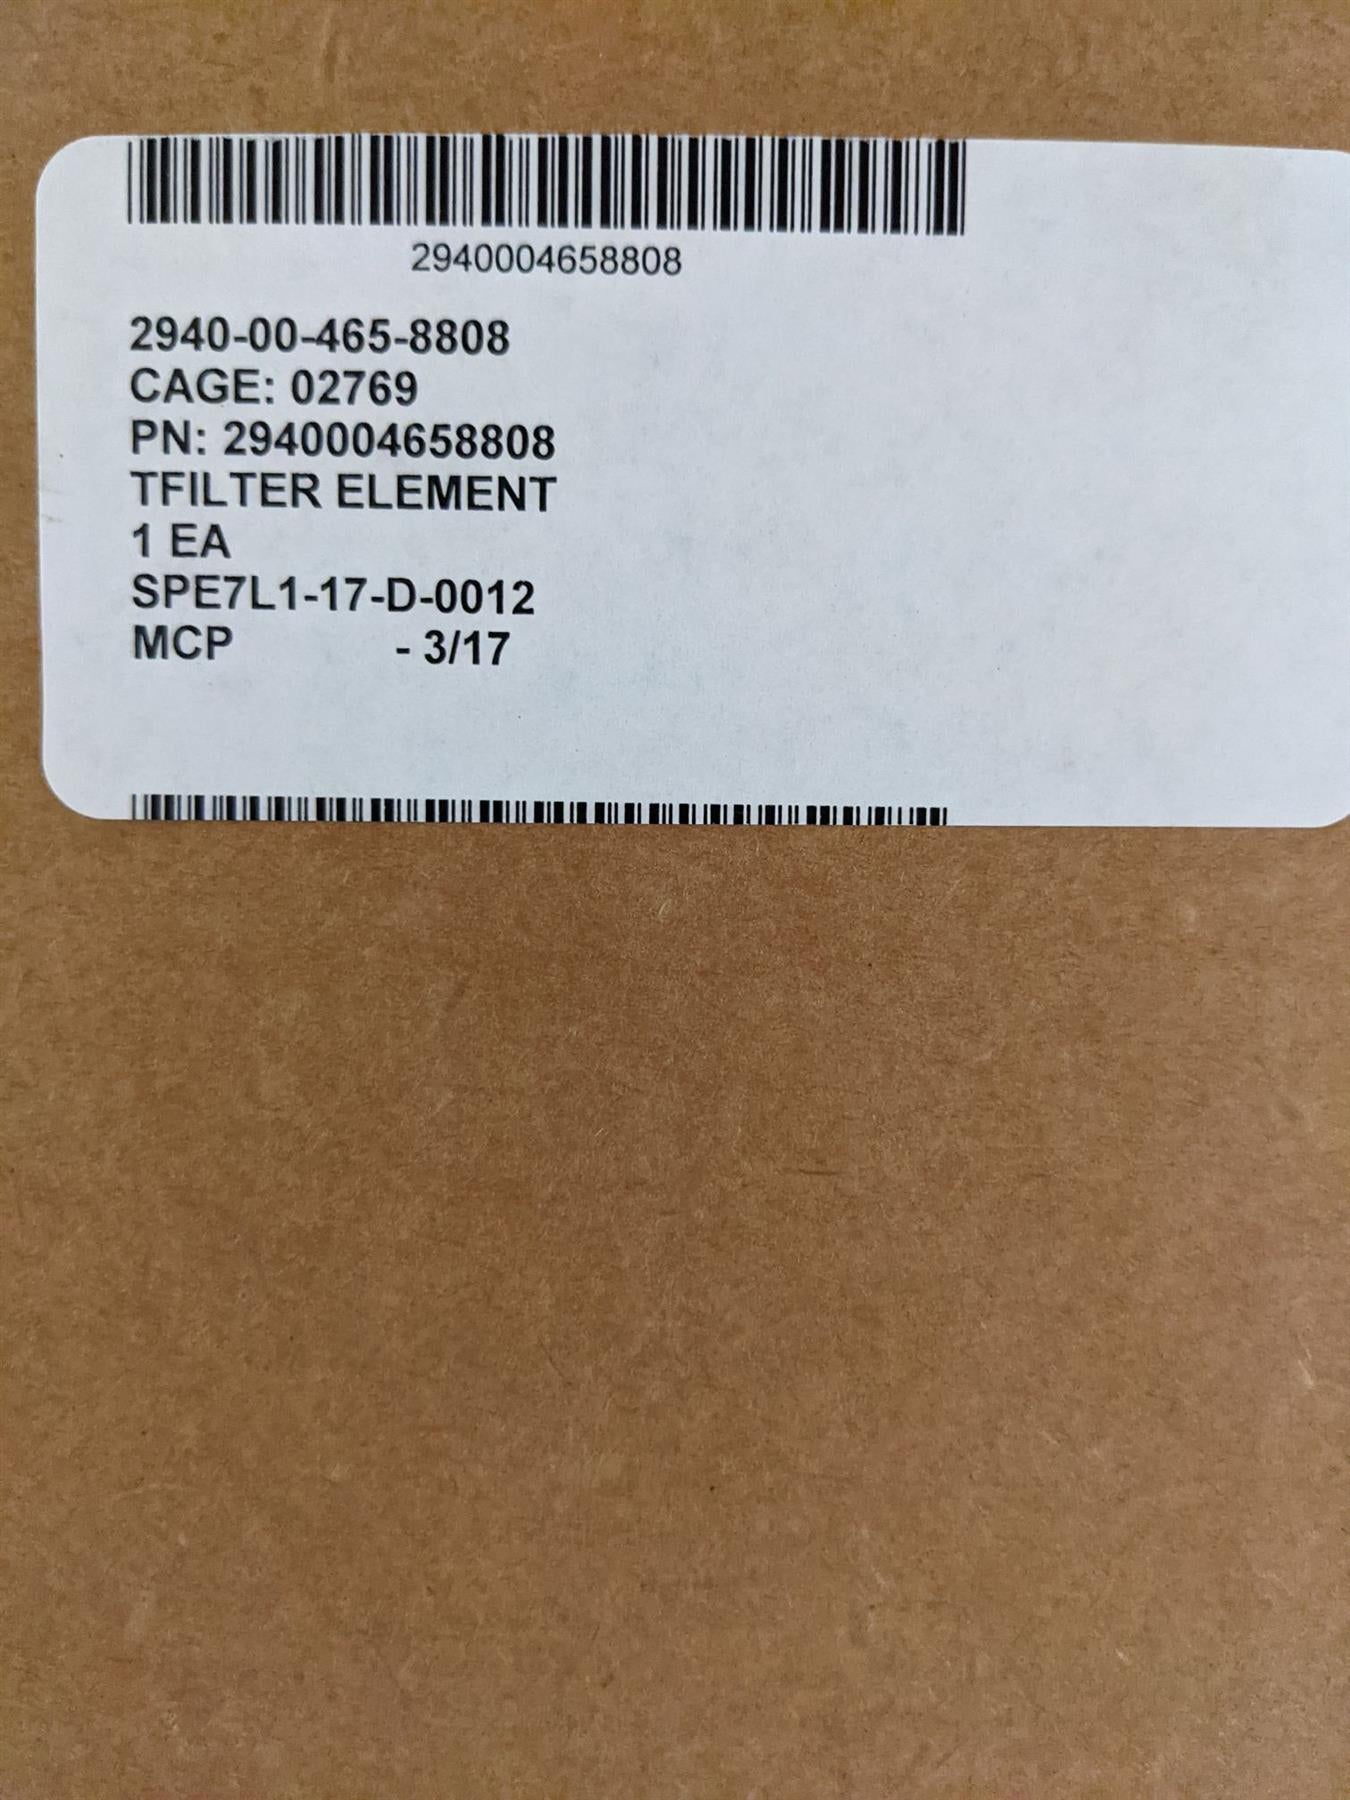 2940004658808
2940-00-465-8808
CAGE: 02769
PN: 2940004658808
TFILTER ELEMENT
1 EA
SPE7L1-17-D-0012
MCP - 3/17